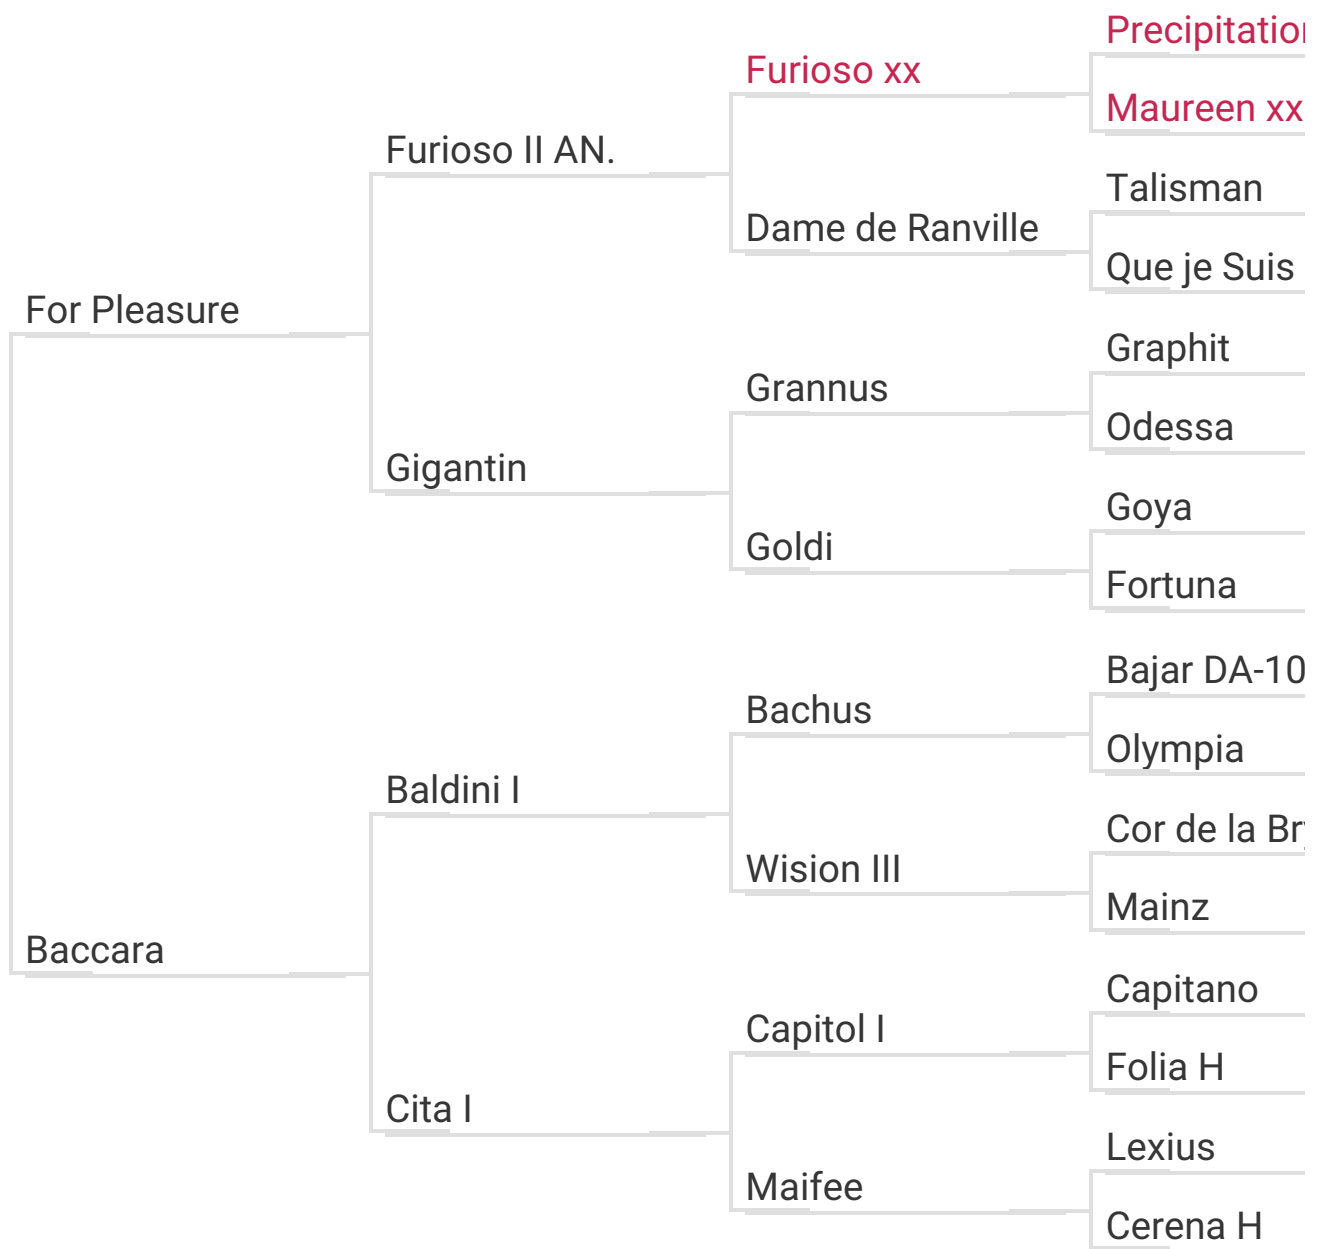 Precipitation
Furioso xx
Maureen xx
Furioso II AN.
Talisman
Dame de Ranville
Que je Suis
For Pleasure
Graphit
Grannus
Odessa
Gigantin
Goya
Goldi
Fortuna
Bajar DA-10
Bachus
Olympia
Baldini I
Cor de la Br
Wision III
Mainz
Baccara
Capitano
Capitol I
Folia H
Cita I
Lexius
Maifee
Cerena H